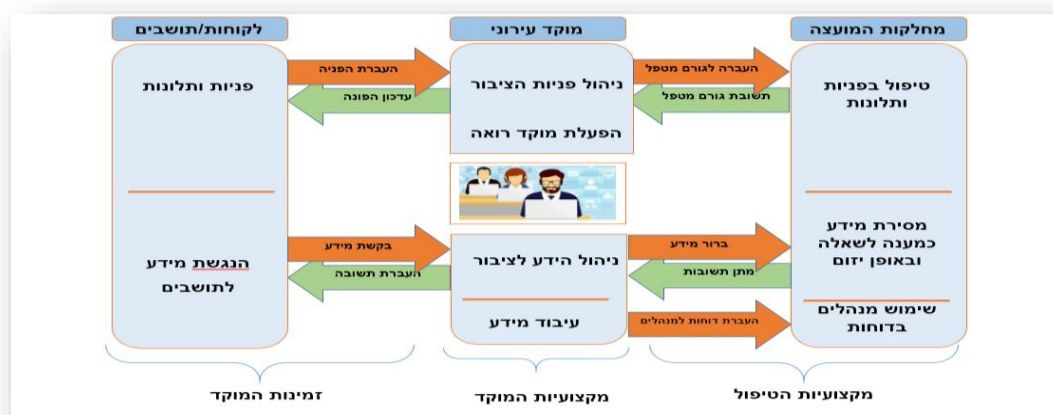 מחלקות המועצה
מוקד עירוני
לקוחות/תושבים
טיפול בפניות
ותלונות
העברה לגורם מטפל
תשובת גורם מטפל
ניהול פניות הציבור
הפעלת מוקד רואה
העברת הפניה
עדכון הפונה
פניות ותלונות
מסירת מידע
כמענה לשאלה
ובאופן יזום
ברור מידע
מתן תשובות
ניהול הידע לציבור
בקשת מידע
העברת תשובה
הנגשת מידע
לתושבים
שימוש מנהלים
בדוחות
העברת דוחות למנהלים
עיבוד מידע
מקצועיות הטיפול
מקצועיות המוקד
זמינות המוקד